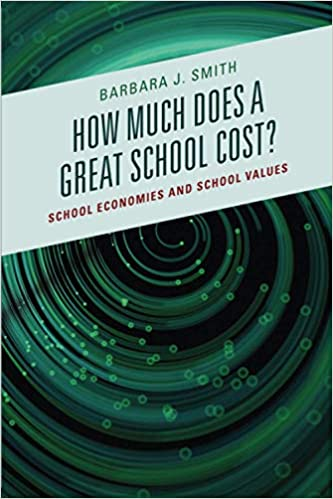 BARBARA J. SMITH
HOW MUCH DOES A
GREAT SCHOOL COST?
SCHOOL ECONOMIES AND SCHOOL VALUES